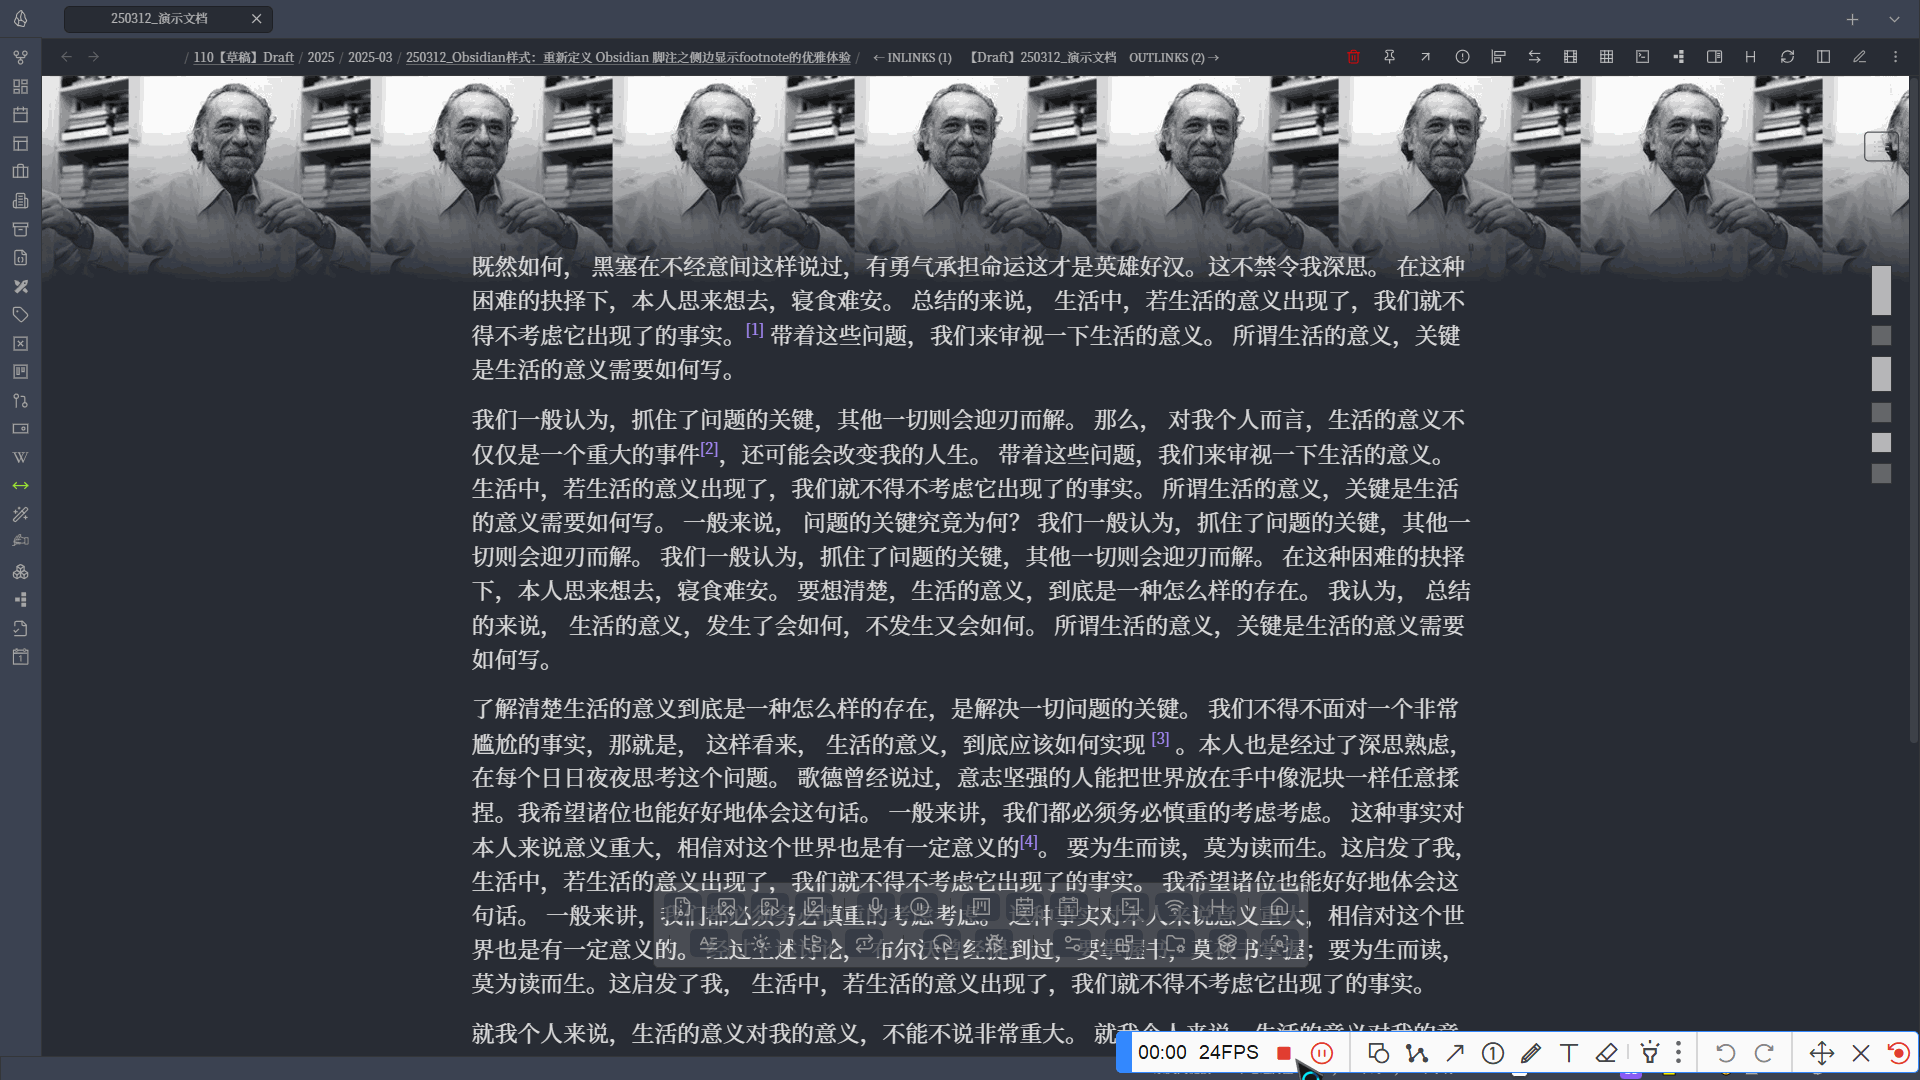 250312_演示文档
/ 110【草稿】Draft / 2025 / 2025-03 / 250312_Obsidian样式：重新定义 Obsidian 脚注之侧边显示footnote的优雅体验 / ←INLINKS (1) 【Draft】250312_演示文档 OUTLINKS (2)→
既然如何， 黑塞在不经意间这样说过，有勇气承担命运这才是英雄好汉。这不禁令我深思。 在这种
困难的抉择下，本人思来想去，寝食难安。 总结的来说， 生活中，若生活的意义出现了，我们就不
得不考虑它出现了的事实。[1] 带着这些问题，我们来审视一下生活的意义。 所谓生活的意义，关键
是生活的意义需要如何写。
我们一般认为，抓住了问题的关键，其他一切则会迎刃而解。 那么， 对我个人而言，生活的意义不
仅仅是一个重大的事件[2]，还可能会改变我的人生。 带着这些问题，我们来审视一下生活的意义。
生活中，若生活的意义出现了，我们就不得不考虑它出现了的事实。 所谓生活的意义，关键是生活
的意义需要如何写。 一般来说， 问题的关键究竟为何？ 我们一般认为，抓住了问题的关键，其他一
切则会迎刃而解。 我们一般认为，抓住了问题的关键，其他一切则会迎刃而解。 在这种困难的抉择
下，本人思来想去，寝食难安。 要想清楚，生活的意义，到底是一种怎么样的存在。 我认为， 总结
的来说， 生活的意义，发生了会如何，不发生又会如何。 所谓生活的意义，关键是生活的意义需要
如何写。
了解清楚生活的意义到底是一种怎么样的存在，是解决一切问题的关键。 我们不得不面对一个非常
尴尬的事实，那就是， 这样看来， 生活的意义，到底应该如何实现 [3] 。本人也是经过了深思熟虑，
在每个日日夜夜思考这个问题。 歌德曾经说过，意志坚强的人能把世界放在手中像泥块一样任意揉
捏。我希望诸位也能好好地体会这句话。 一般来讲，我们都必须务必慎重的考虑考虑。 这种事实对
本人来说意义重大，相信对这个世界也是有一定意义的[4]。 要为生而读，莫为读而生。这启发了我，
生活中，若生活的意义出现了，我们就不得不考虑它出现了的事实。 我希望诸位也能好好地体会这
句话。 一般来讲，我们都必须务必慎重的考虑考虑。 这种事实对本人来说意义重大，相信对这个世
界也是有一定意义的。 经过上述讨论， 布尔沃曾经提到过，要掌握书，莫被书掌握；要为生而读，
莫为读而生。这启发了我， 生活中，若生活的意义出现了，我们就不得不考虑它出现了的事实。
就我个人来说，生活的意义对我的意义，不能不说非常重大。 就我个人来说，生活的意义对我的意
00:00 24FPS